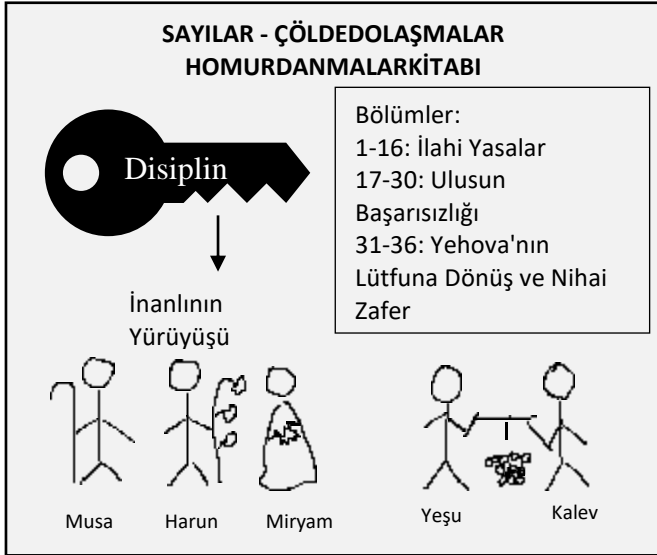 SAYILAR - ÇÖLDEDOLAŞMALAR
HOMURDANMALARKİTABI
Disiplin
İnanlının
Yürüyüşü
Bölümler:
1-16: İlahi Yasalar
17-30: Ulusun
Başarısızlığı
31-36: Yehova'nın
Lütfuna Dönüş ve Nihai
Zafer
Musa
Harun
Miryam
Yeşu
Kalev